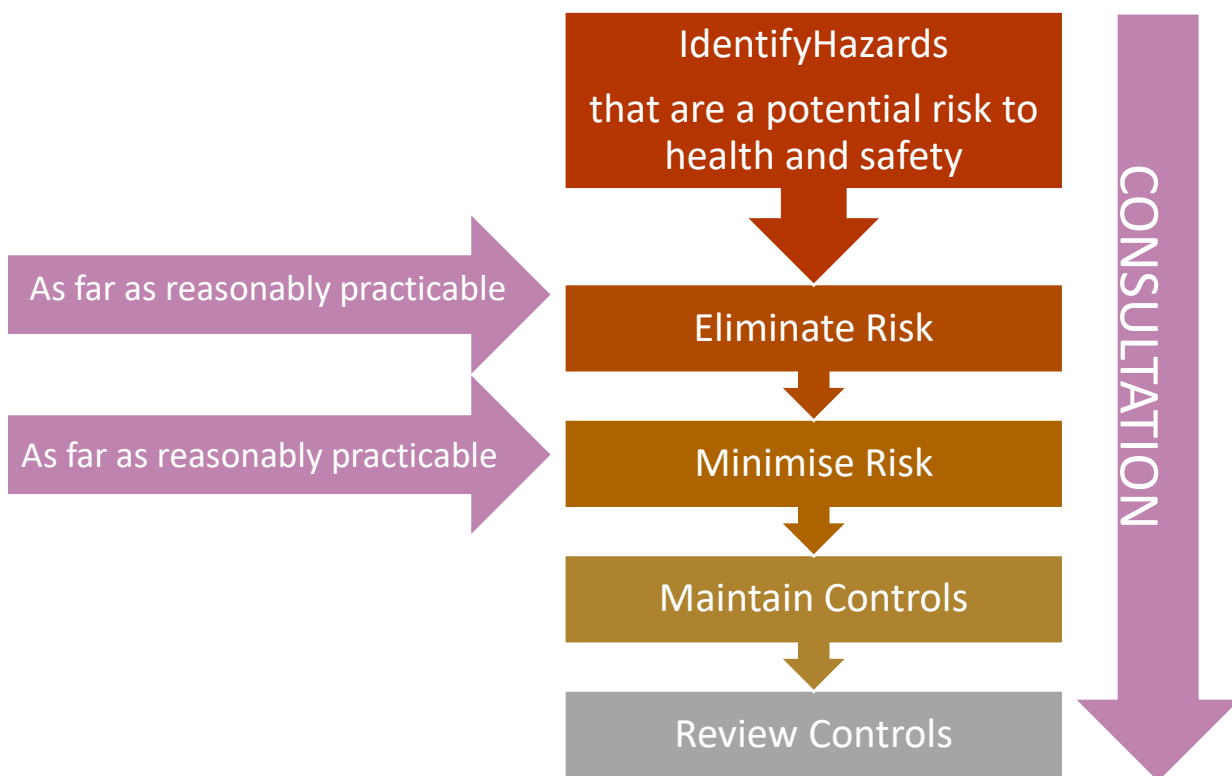 IdentifyHazards
that are a potential risk to
health and safety
As far as reasonably practicable
Eliminate Risk
As far as reasonably practicable
Minimise Risk
Maintain Controls
Review Controls
CONSULTATION